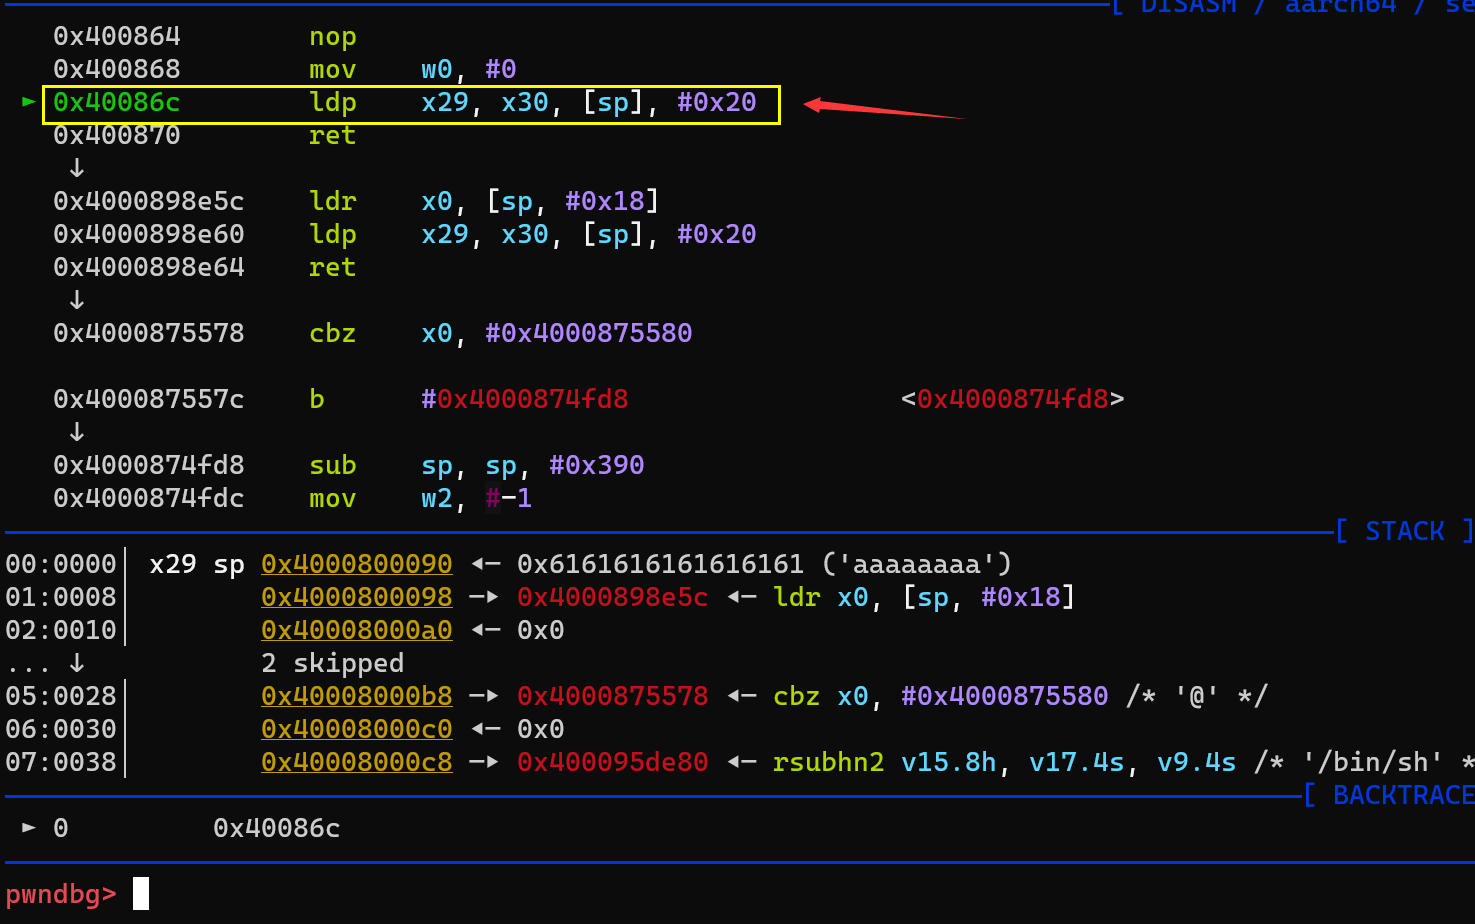 [ DISASM / aarch64 / se
0x400864 nop
0x400868 mov w0, #0
► 0x40086c ldp x29, x30, [sp], #0x20
0x400870 ret
↓
0x4000898e5c ldr x0, [sp, #0x18]
0x4000898e60 ldp x29, x30, [sp], #0x20
0x4000898e64 ret
↓
0x4000875578 cbz x0, #0x4000875580
0x400087557c b #0x4000874fd8 <0x4000874fd8>
↓
0x4000874fd8 sub sp, sp, #0x390
0x4000874fdc mov w2, #-1
[ STACK ]
00:0000│ x29 sp 0x4000800090 ◂— 0x6161616161616161 ('aaaaaaaa')
01:0008│ 0x4000800098 —▸ 0x4000898e5c ◂— ldr x0, [sp, #0x18]
02:0010│ 0x40008000a0 ◂— 0x0
... ↓ 2 skipped
05:0028│ 0x40008000b8 —▸ 0x4000875578 ◂— cbz x0, #0x4000875580 /* '@' */
06:0030│ 0x40008000c0 ◂— 0x0
07:0038│ 0x40008000c8 —▸ 0x400095de80 ◂— rsubhn2 v15.8h, v17.4s, v9.4s /* '/bin/sh' *
[ BACKTRACE
► 0 0x40086c
pwndbg>